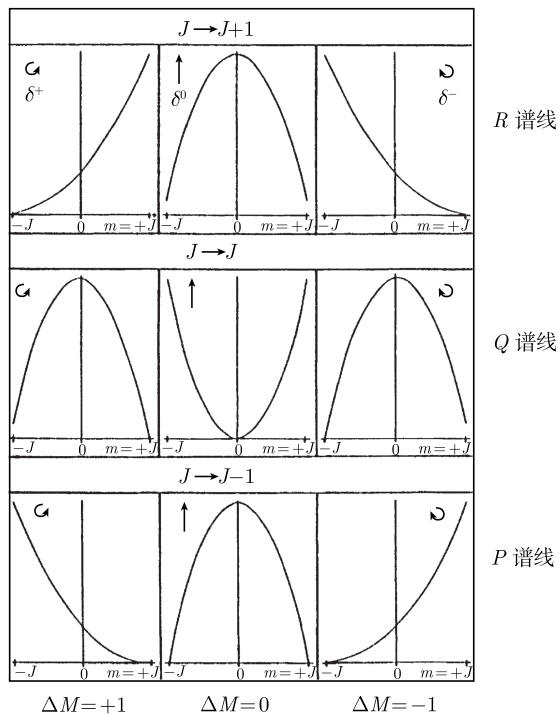 J→J+1
δ⁺ δ⁰ δ⁻
R 谱线
−J 0 m=+J −J 0 m=+J −J 0 m=+J
J→J
Q 谱线
−J 0 m=+J −J 0 m=+J −J 0 m=+J
J→J−1
P 谱线
−J 0 m=+J −J 0 m=+J −J 0 m=+J
ΔM=+1 ΔM=0 ΔM=−1